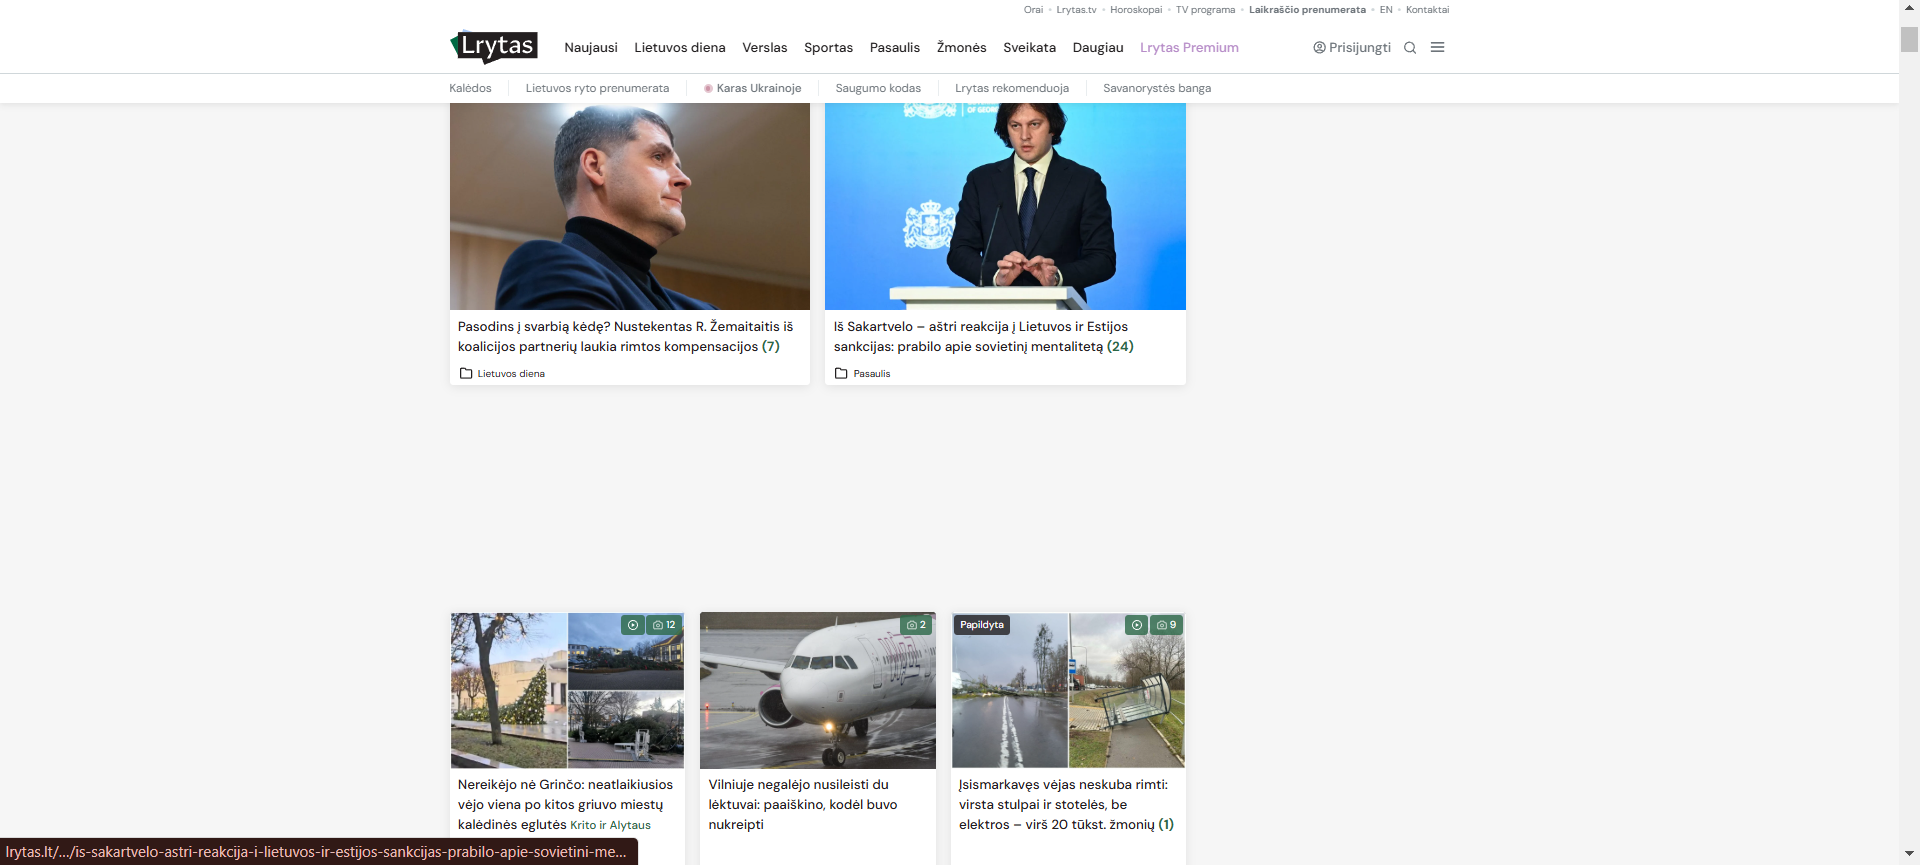 Orai • Lrytas.tv • Horoskopai • TV programa • Laikraščio prenumerata • EN • Kontaktai
Lrytas
Naujausi Lietuvos diena Verslas Sportas Pasaulis Žmonės Sveikata Daugiau Lrytas Premium
Prisijungti
Kalėdos Lietuvos ryto prenumerata Karas Ukrainoje Saugumo kodas Lrytas rekomenduoja Savanorystės banga
OF GEOR
Pasodins į svarbią kėdę? Nustekentas R. Žemaitaitis iš
koalicijos partnerių laukia rimtos kompensacijos (7)
Lietuvos diena
Iš Sakartvelo – aštri reakcija į Lietuvos ir Estijos
sankcijas: prabilo apie sovietinį mentalitetą (24)
Pasaulis
12
2
Papildyta
9
Nereikėjo nė Grinčo: neatlaikiusios
vėjo viena po kitos griuvo miestų
kalėdinės eglutės Krito ir Alytaus
Vilniuje negalėjo nusileisti du
lėktuvai: paaiškino, kodėl buvo
nukreipti
Įsismarkavęs vėjas neskuba rimti:
virsta stulpai ir stotelės, be
elektros – virš 20 tūkst. žmonių (1)
lrytas.lt/.../is-sakartvelo-astri-reakcija-i-lietuvos-ir-estijos-sankcijas-prabilo-apie-sovietini-me...